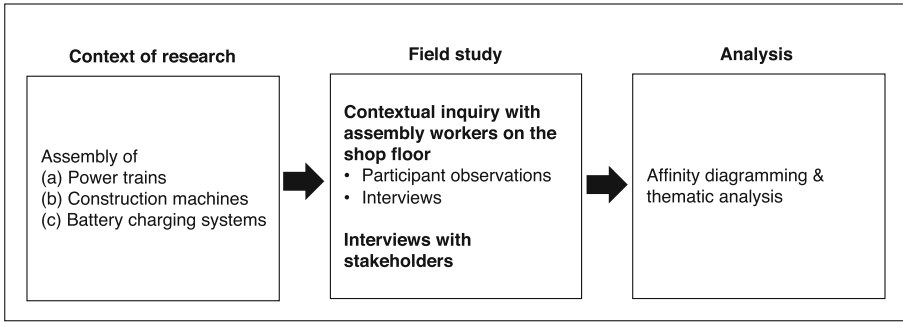 Context of research
Assembly of
(a) Power trains
(b) Construction machines
(c) Battery charging systems
Field study
Contextual inquiry with
assembly workers on the
shop floor
• Participant observations
• Interviews
Interviews with
stakeholders
Analysis
Affinity diagramming &
thematic analysis